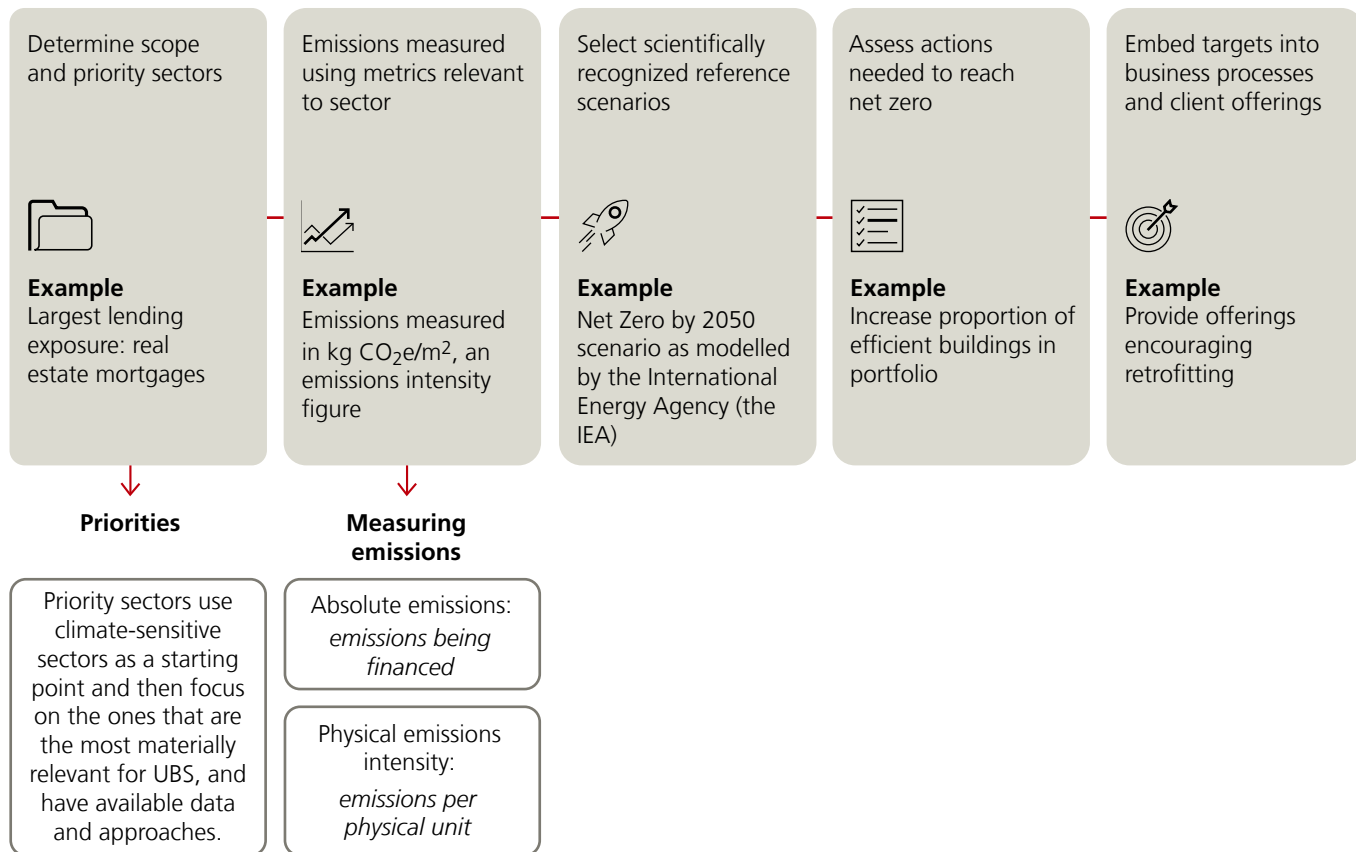 Determine scope
and priority sectors
Example
Largest lending
exposure: real
estate mortgages
Emissions measured
using metrics relevant
to sector
Example
Emissions measured
in kg CO₂e/m², an
emissions intensity
figure
Select scientifically
recognized reference
scenarios
Example
Net Zero by 2050
scenario as modelled
by the International
Energy Agency (the
IEA)
Assess actions
needed to reach
net zero
Example
Increase proportion of
efficient buildings in
portfolio
Embed targets into
business processes
and client offerings
Example
Provide offerings
encouraging
retrofitting
Priorities
Priority sectors use
climate-sensitive
sectors as a starting
point and then focus
on the ones that are
the most materially
relevant for UBS, and
have available data
and approaches.
Measuring
emissions
Absolute emissions:
emissions being
financed
Physical emissions
intensity:
emissions per
physical unit